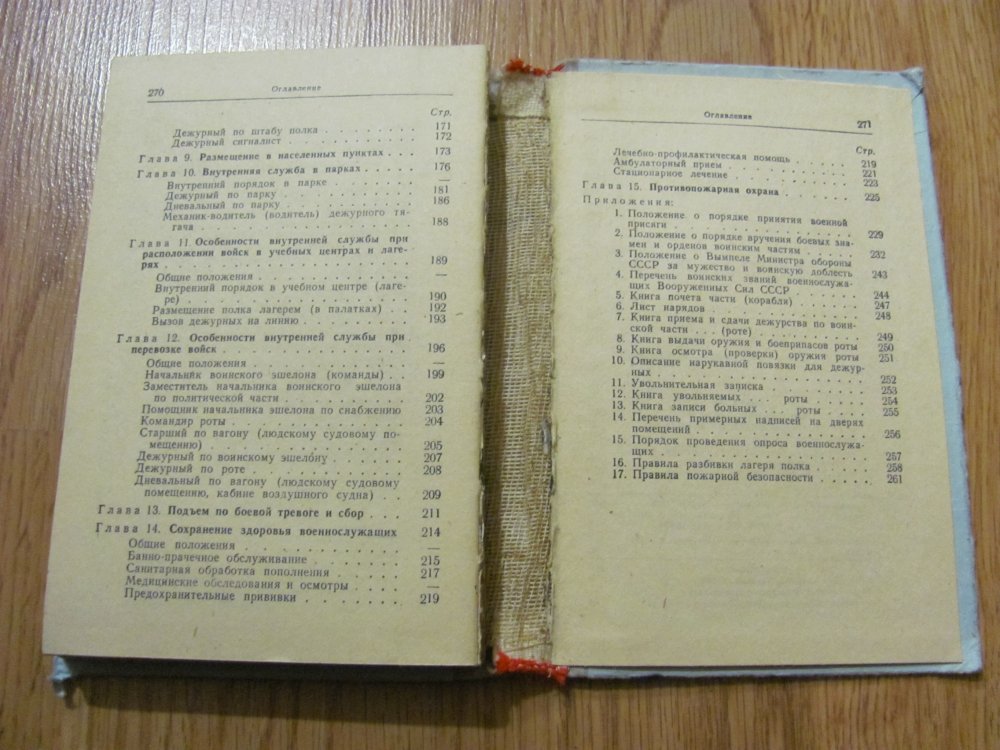 270
Оглавление
Стр.
Дежурный по штабу полка . . . . . . . . 171
Дежурный сигналист . . . . . . . . . . . 172
Глава 9. Размещение в населенных пунктах . . . 173
Глава 10. Внутренняя служба в парках . . . 176
Внутренний порядок в парке . . . . . . . —
Дежурный по парку . . . . . . . . . . . 181
Дневальный по парку . . . . . . . . . . 186
Механик-водитель (водитель) дежурного тя-
гача . . . . . . . . . . . . . . . . 188
Глава 11. Особенности внутренней службы при
расположении войск в учебных центрах и лаге-
рях . . . . . . . . . . . . . . . . . 189
Общие положения . . . . . . . . . . . —
Внутренний порядок в учебном центре (лаге-
ре) . . . . . . . . . . . . . . . . 190
Размещение полка лагерем (в палатках) . . 192
Вызов дежурных на линию . . . . . . . . 193
Глава 12. Особенности внутренней службы при
перевозке войск . . . . . . . . . . . . 196
Общие положения . . . . . . . . . . . —
Начальник воинского эшелона (команды) . . 199
Заместитель начальника воинского эшелона
по политической части . . . . . . . . . 202
Помощник начальника эшелона по снабжению 203
Командир роты . . . . . . . . . . . . 204
Старший по вагону (людскому судовому по-
мещению) . . . . . . . . . . . . . . 205
Дежурный по воинскому эшелону . . . . . 207
Дежурный по роте . . . . . . . . . . . 208
Дневальный по вагону (людскому судовому
помещению, кабине воздушного судна) . . 209
Глава 13. Подъем по боевой тревоге и сбор . . 211
Глава 14. Сохранение здоровья военнослужащих 214
Общие положения . . . . . . . . . . . —
Банно-прачечное обслуживание . . . . . . 215
Санитарная обработка пополнения . . . . . 217
Медицинские обследования и осмотры . . . . —
Предохранительные прививки . . . . . . . 219
Оглавление
271
Стр.
Лечебно-профилактическая помощь . . . . . 219
Амбулаторный прием . . . . . . . . . . 221
Стационарное лечение . . . . . . . . . . 223
Глава 15. Противопожарная охрана . . . . . 225
Приложения:
1. Положение о порядке принятия военной
присяги . . . . . . . . . . . . . . 229
2. Положение о порядке вручения боевых зна-
мен и орденов воинским частям . . . . . 232
3. Положение о Вымпеле Министра обороны
СССР за мужество и воинскую доблесть 243
4. Перечень воинских званий военнослужа-
щих Вооруженных Сил СССР . . . . . . 244
5. Книга почета части (корабля) . . . . . 247
6. Лист нарядов . . . . . . . . . . . 248
7. Книга приема и сдачи дежурства по воин-
ской части . . . (роте) . . . . . . . 249
8. Книга выдачи оружия и боеприпасов роты 250
9. Книга осмотра (проверки) оружия роты 251
10. Описание нарукавной повязки для дежур-
ных . . . . . . . . . . . . . . . 252
11. Увольнительная записка . . . . . . . 253
12. Книга увольняемых . . . роты . . . . 254
13. Книга записи больных . . . роты . . . 255
14. Перечень примерных надписей на дверях
помещений . . . . . . . . . . . . 256
15. Порядок проведения опроса военнослужа-
щих . . . . . . . . . . . . . . . 257
16. Правила разбивки лагеря полка . . . . 258
17. Правила пожарной безопасности . . . . . 261